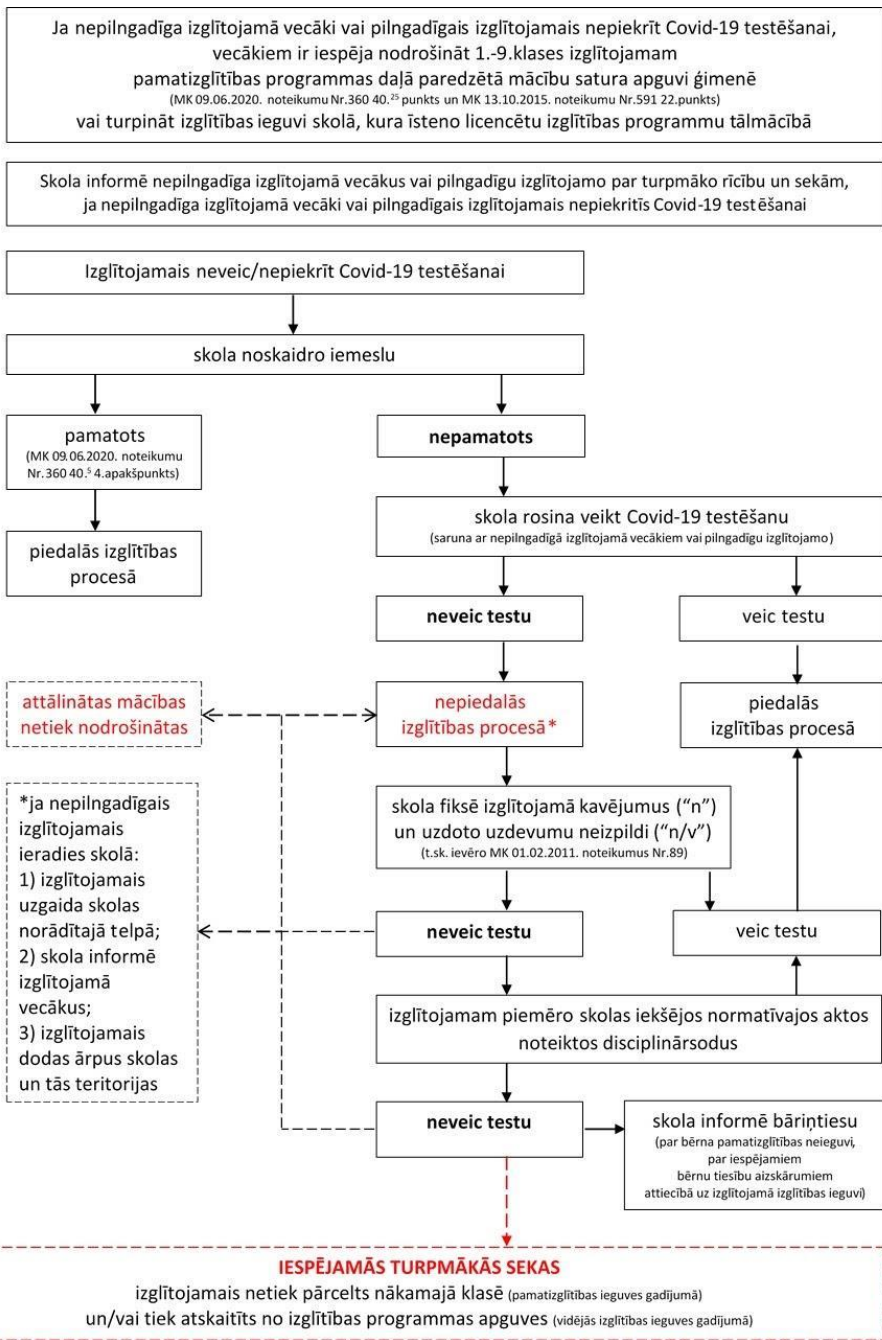 Ja nepilngadīga izglītojamā vecāki vai pilngadīgais izglītojamais nepiekrīt Covid-19 testēšanai,
vecākiem ir iespēja nodrošināt 1.-9.klases izglītojamam
pamatizglītības programmas daļā paredzētā mācību satura apguvi ģimenē
(MK 09.06.2020. noteikumu Nr.360 40.²⁵ punkts un MK 13.10.2015. noteikumu Nr.591 22.punkts)
vai turpināt izglītības ieguvi skolā, kura īsteno licencētu izglītības programmu tālmācībā
Skola informē nepilngadīga izglītojamā vecākus vai pilngadīgu izglītojamo par turpmāko rīcību un sekām,
ja nepilngadīga izglītojamā vecāki vai pilngadīgais izglītojamais nepiekritīs Covid-19 testēšanai
Izglītojamais neveic/nepiekrīt Covid-19 testēšanai
skola noskaidro iemeslu
pamatots
(MK 09.06.2020. noteikumu
Nr.360 40.⁵ 4.apakšpunkts)
nepamatots
piedalās izglītības
procesā
skola rosina veikt Covid-19 testēšanu
(saruna ar nepilngadīgā izglītojamā vecākiem vai pilngadīgu izglītojamo)
neveic testu
veic testu
attālinātas mācības
netiek nodrošinātas
nepiedalās
izglītības procesā*
piedalās
izglītības procesā
*ja nepilngadīgais
izglītojamais
ieradies skolā:
1) izglītojamais
uzgaida skolas
norādītajā telpā;
2) skola informē
izglītojamā
vecākus;
3) izglītojamais
dodas ārpus skolas
un tās teritorijas
skola fiksē izglītojamā kavējumus (“n”)
un uzdoto uzdevumu neizpildi (“n/v”)
(t.sk. ievēro MK 01.02.2011. noteikumus Nr.89)
neveic testu
veic testu
izglītojamam piemēro skolas iekšējos normatīvajos aktos
noteiktos disciplinārsodus
neveic testu
skola informē bāriņtiesu
(par bērna pamatizglītības neieguvi,
par iespējamiem
bērnu tiesību aizskārumiem
attiecībā uz izglītojamā izglītības ieguvi)
IESPĒJAMĀS TURPMĀKĀS SEKAS
izglītojamais netiek pārcelts nākamajā klasē (pamatizglītības ieguves gadījumā)
un/vai tiek atskaitīts no izglītības programmas apguves (vidējās izglītības ieguves gadījumā)